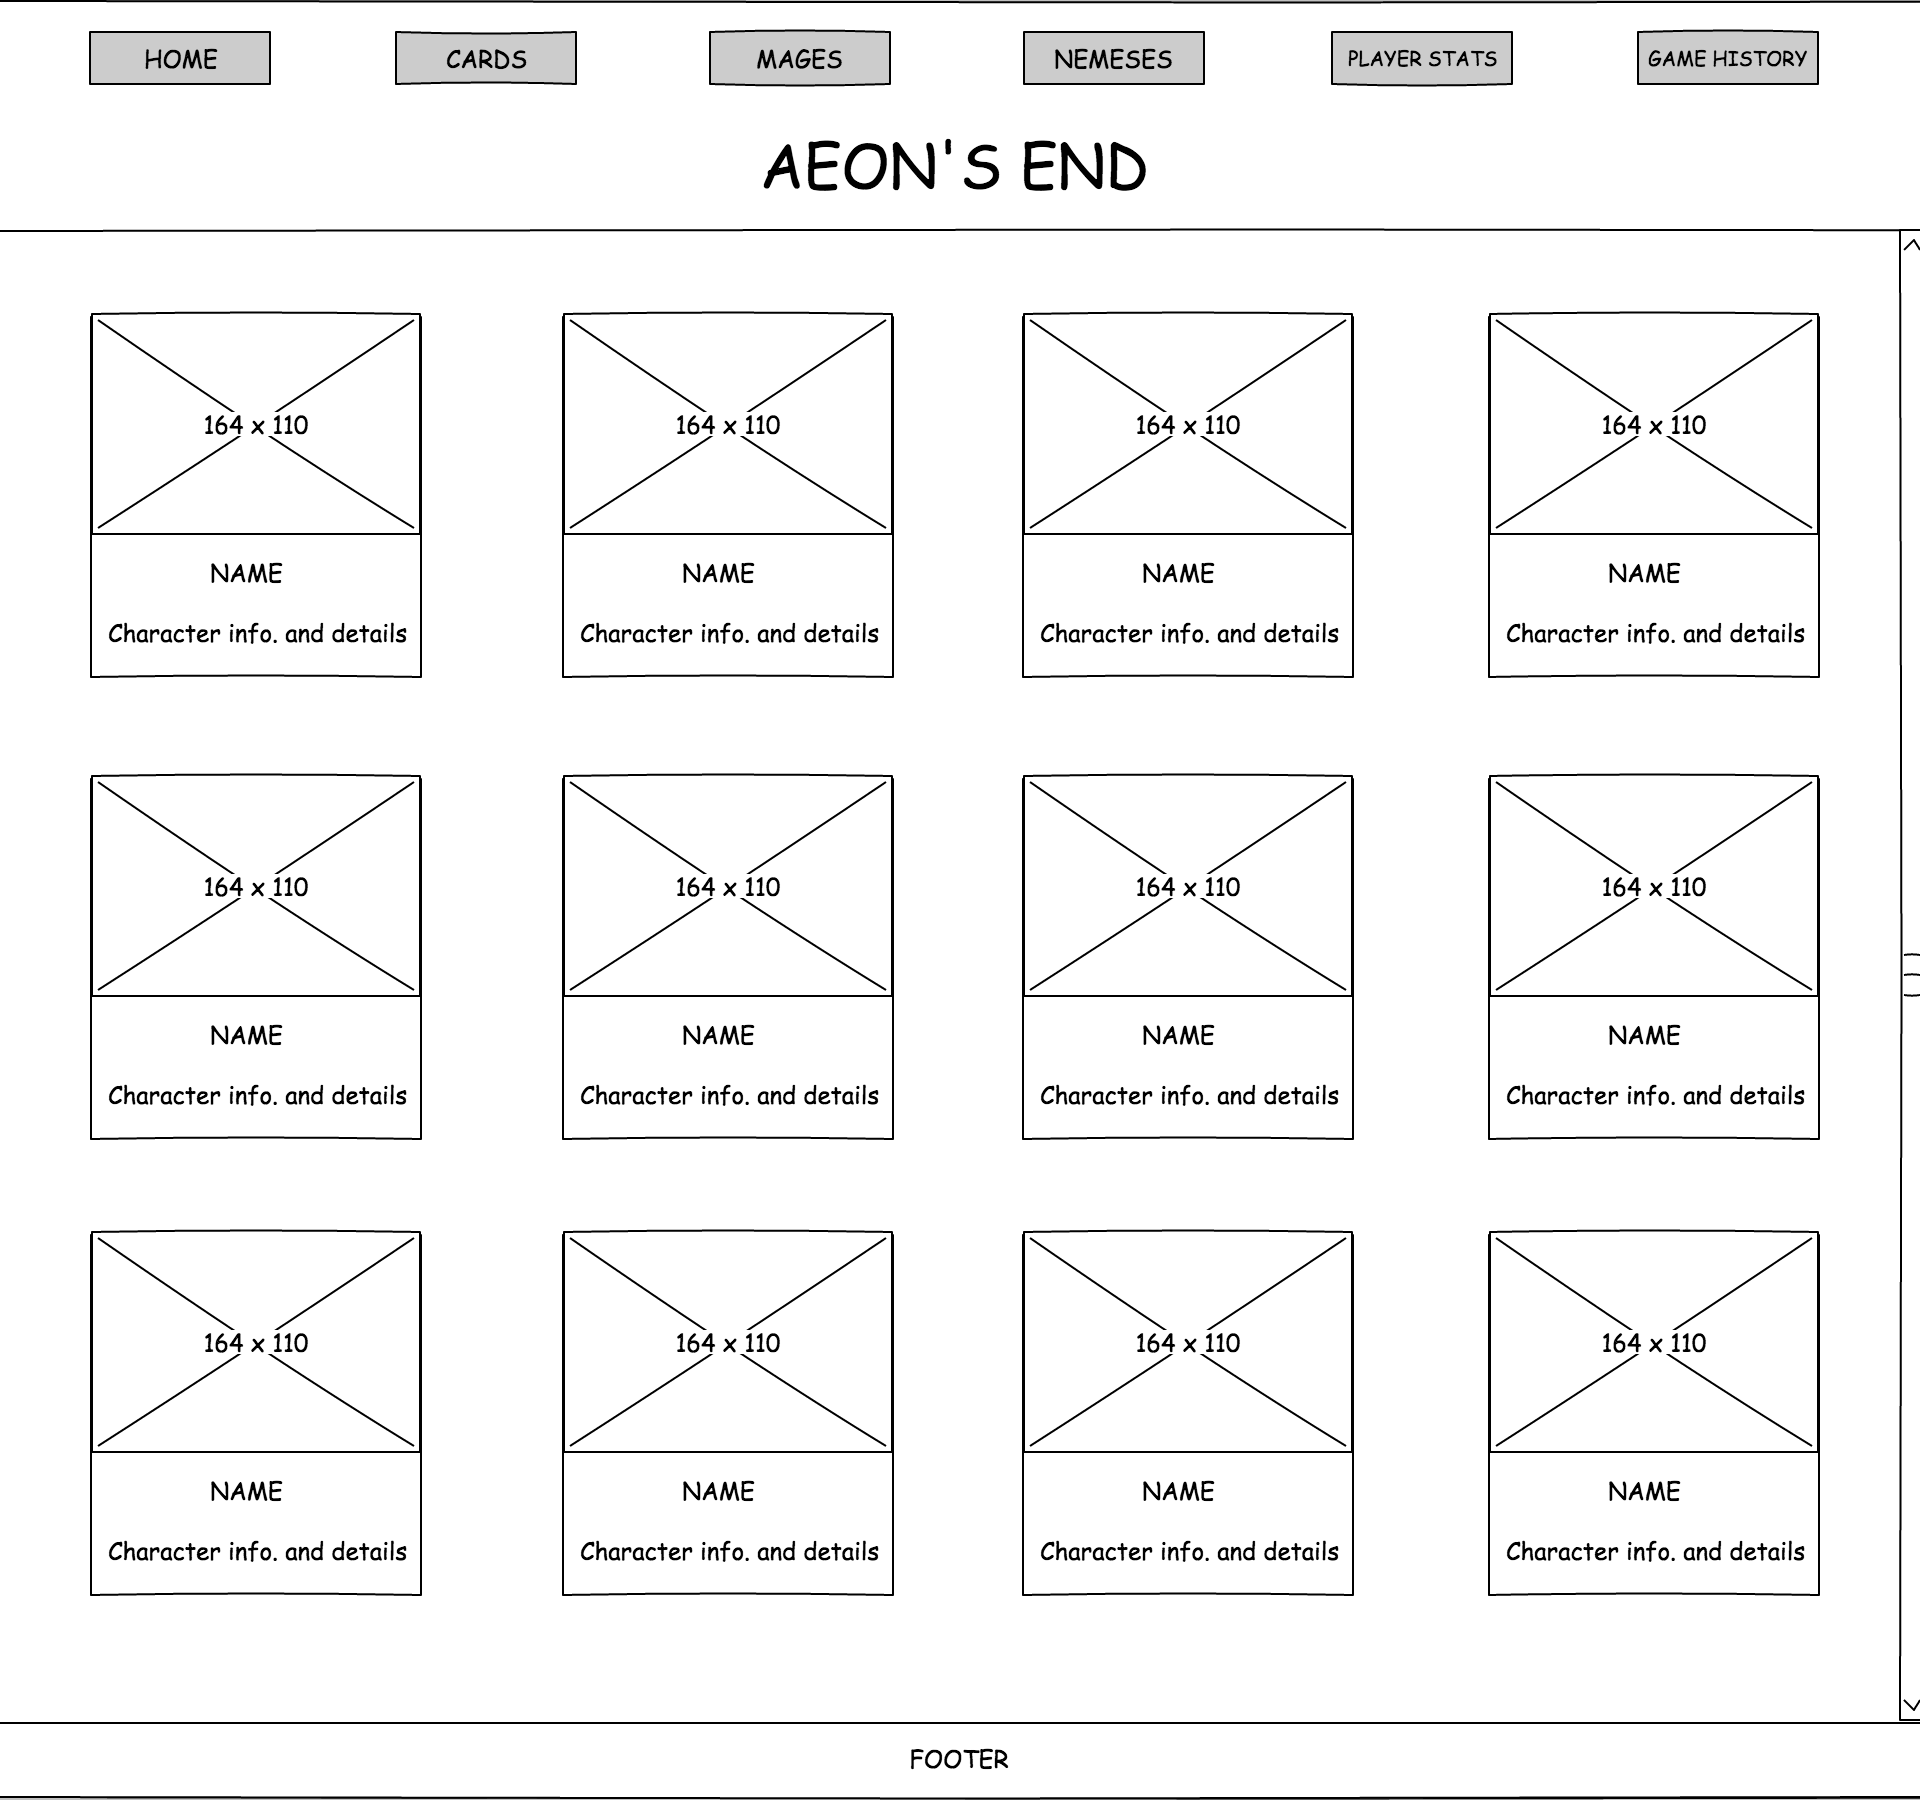 HOME
CARDS
MAGES
NEMESES
PLAYER STATS
GAME HISTORY
AEON'S END
164 x 110
164 x 110
164 x 110
164 x 110
NAME
NAME
NAME
NAME
Character info. and details
Character info. and details
Character info. and details
Character info. and details
164 x 110
164 x 110
164 x 110
164 x 110
NAME
NAME
NAME
NAME
Character info. and details
Character info. and details
Character info. and details
Character info. and details
164 x 110
164 x 110
164 x 110
164 x 110
NAME
NAME
NAME
NAME
Character info. and details
Character info. and details
Character info. and details
Character info. and details
FOOTER